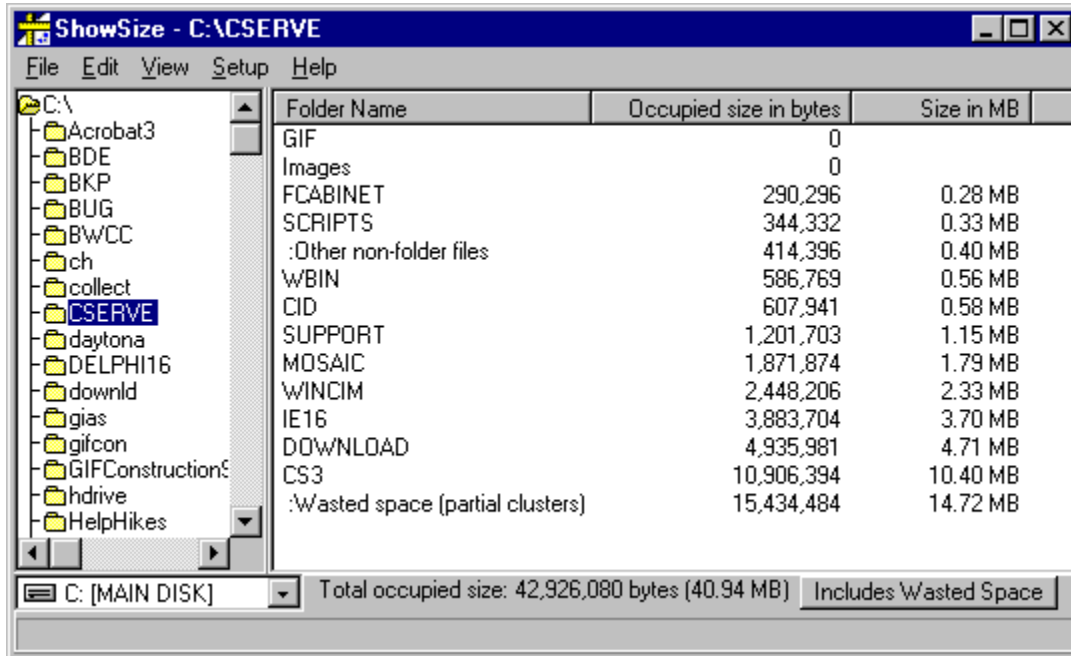 ShowSize - C:\CSERVE
File Edit View Setup Help
C:\
Acrobat3
BDE
BKP
BUG
BWCC
ch
collect
CSERVE
daytona
DELPHI16
downld
gias
gifcon
GIFConstructionS
hdrive
HelpHikes
Folder Name Occupied size in bytes Size in MB
GIF 0
Images 0
FCABINET 290,296 0.28 MB
SCRIPTS 344,332 0.33 MB
:Other non-folder files 414,396 0.40 MB
WBIN 586,769 0.56 MB
CID 607,941 0.58 MB
SUPPORT 1,201,703 1.15 MB
MOSAIC 1,871,874 1.79 MB
WINCIM 2,448,206 2.33 MB
IE16 3,883,704 3.70 MB
DOWNLOAD 4,935,981 4.71 MB
CS3 10,906,394 10.40 MB
:Wasted space (partial clusters) 15,434,484 14.72 MB
C: [MAIN DISK] Total occupied size: 42,926,080 bytes (40.94 MB) Includes Wasted Space